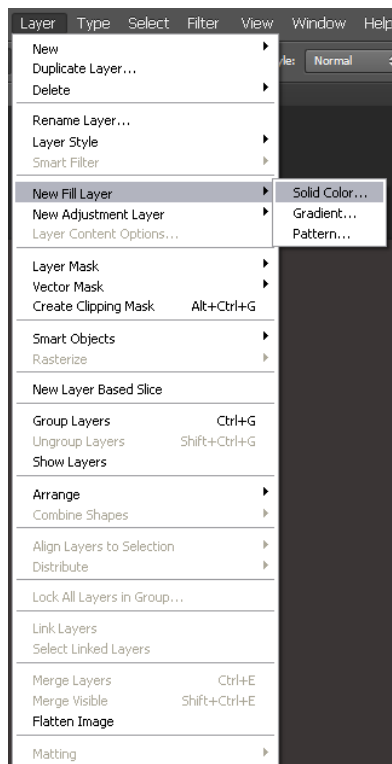 Layer Type Select Filter View Window Help
New
yle: Normal
Duplicate Layer...
Delete
Rename Layer...
Layer Style
Smart Filter
New Fill Layer
Solid Color...
New Adjustment Layer
Gradient...
Layer Content Options...
Pattern...
Layer Mask
Vector Mask
Create Clipping Mask Alt+Ctrl+G
Smart Objects
Rasterize
New Layer Based Slice
Group Layers Ctrl+G
Ungroup Layers Shift+Ctrl+G
Show Layers
Arrange
Combine Shapes
Align Layers to Selection
Distribute
Lock All Layers in Group...
Link Layers
Select Linked Layers
Merge Layers Ctrl+E
Merge Visible Shift+Ctrl+E
Flatten Image
Matting